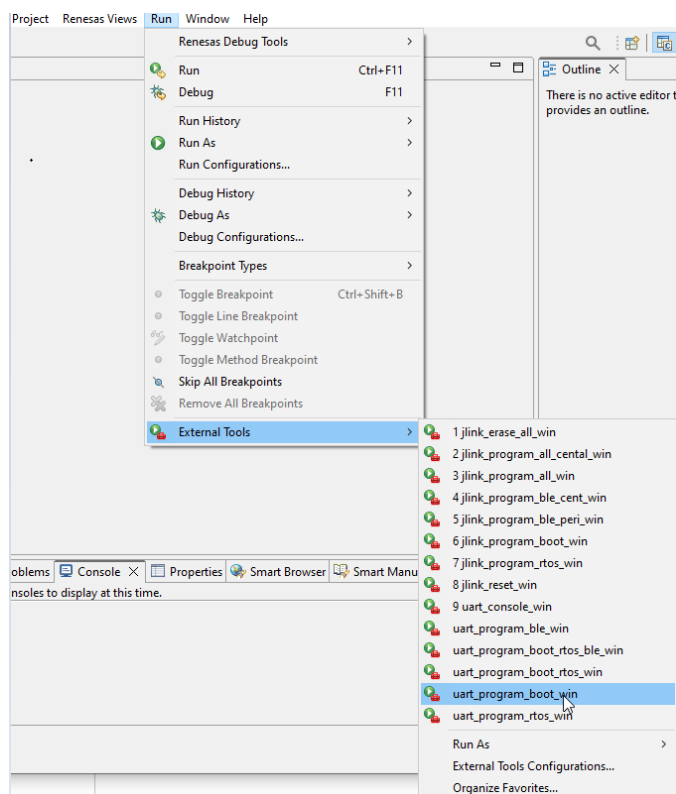 Project Renesas Views Run Window Help
Renesas Debug Tools
Run Ctrl+F11
Debug F11
Run History
Run As
Run Configurations...
Debug History
Debug As
Debug Configurations...
Breakpoint Types
Toggle Breakpoint Ctrl+Shift+B
Toggle Line Breakpoint
Toggle Watchpoint
Toggle Method Breakpoint
Skip All Breakpoints
Remove All Breakpoints
External Tools
Outline
There is no active editor t
provides an outline.
1 jlink_erase_all_win
2 jlink_program_all_cental_win
3 jlink_program_all_win
4 jlink_program_ble_cent_win
5 jlink_program_ble_peri_win
6 jlink_program_boot_win
7 jlink_program_rtos_win
8 jlink_reset_win
9 uart_console_win
uart_program_ble_win
uart_program_boot_rtos_ble_win
uart_program_boot_rtos_win
uart_program_boot_win
uart_program_rtos_win
Run As
External Tools Configurations...
Organize Favorites...
oblems Console Properties Smart Browser Smart Manu
nsoles to display at this time.